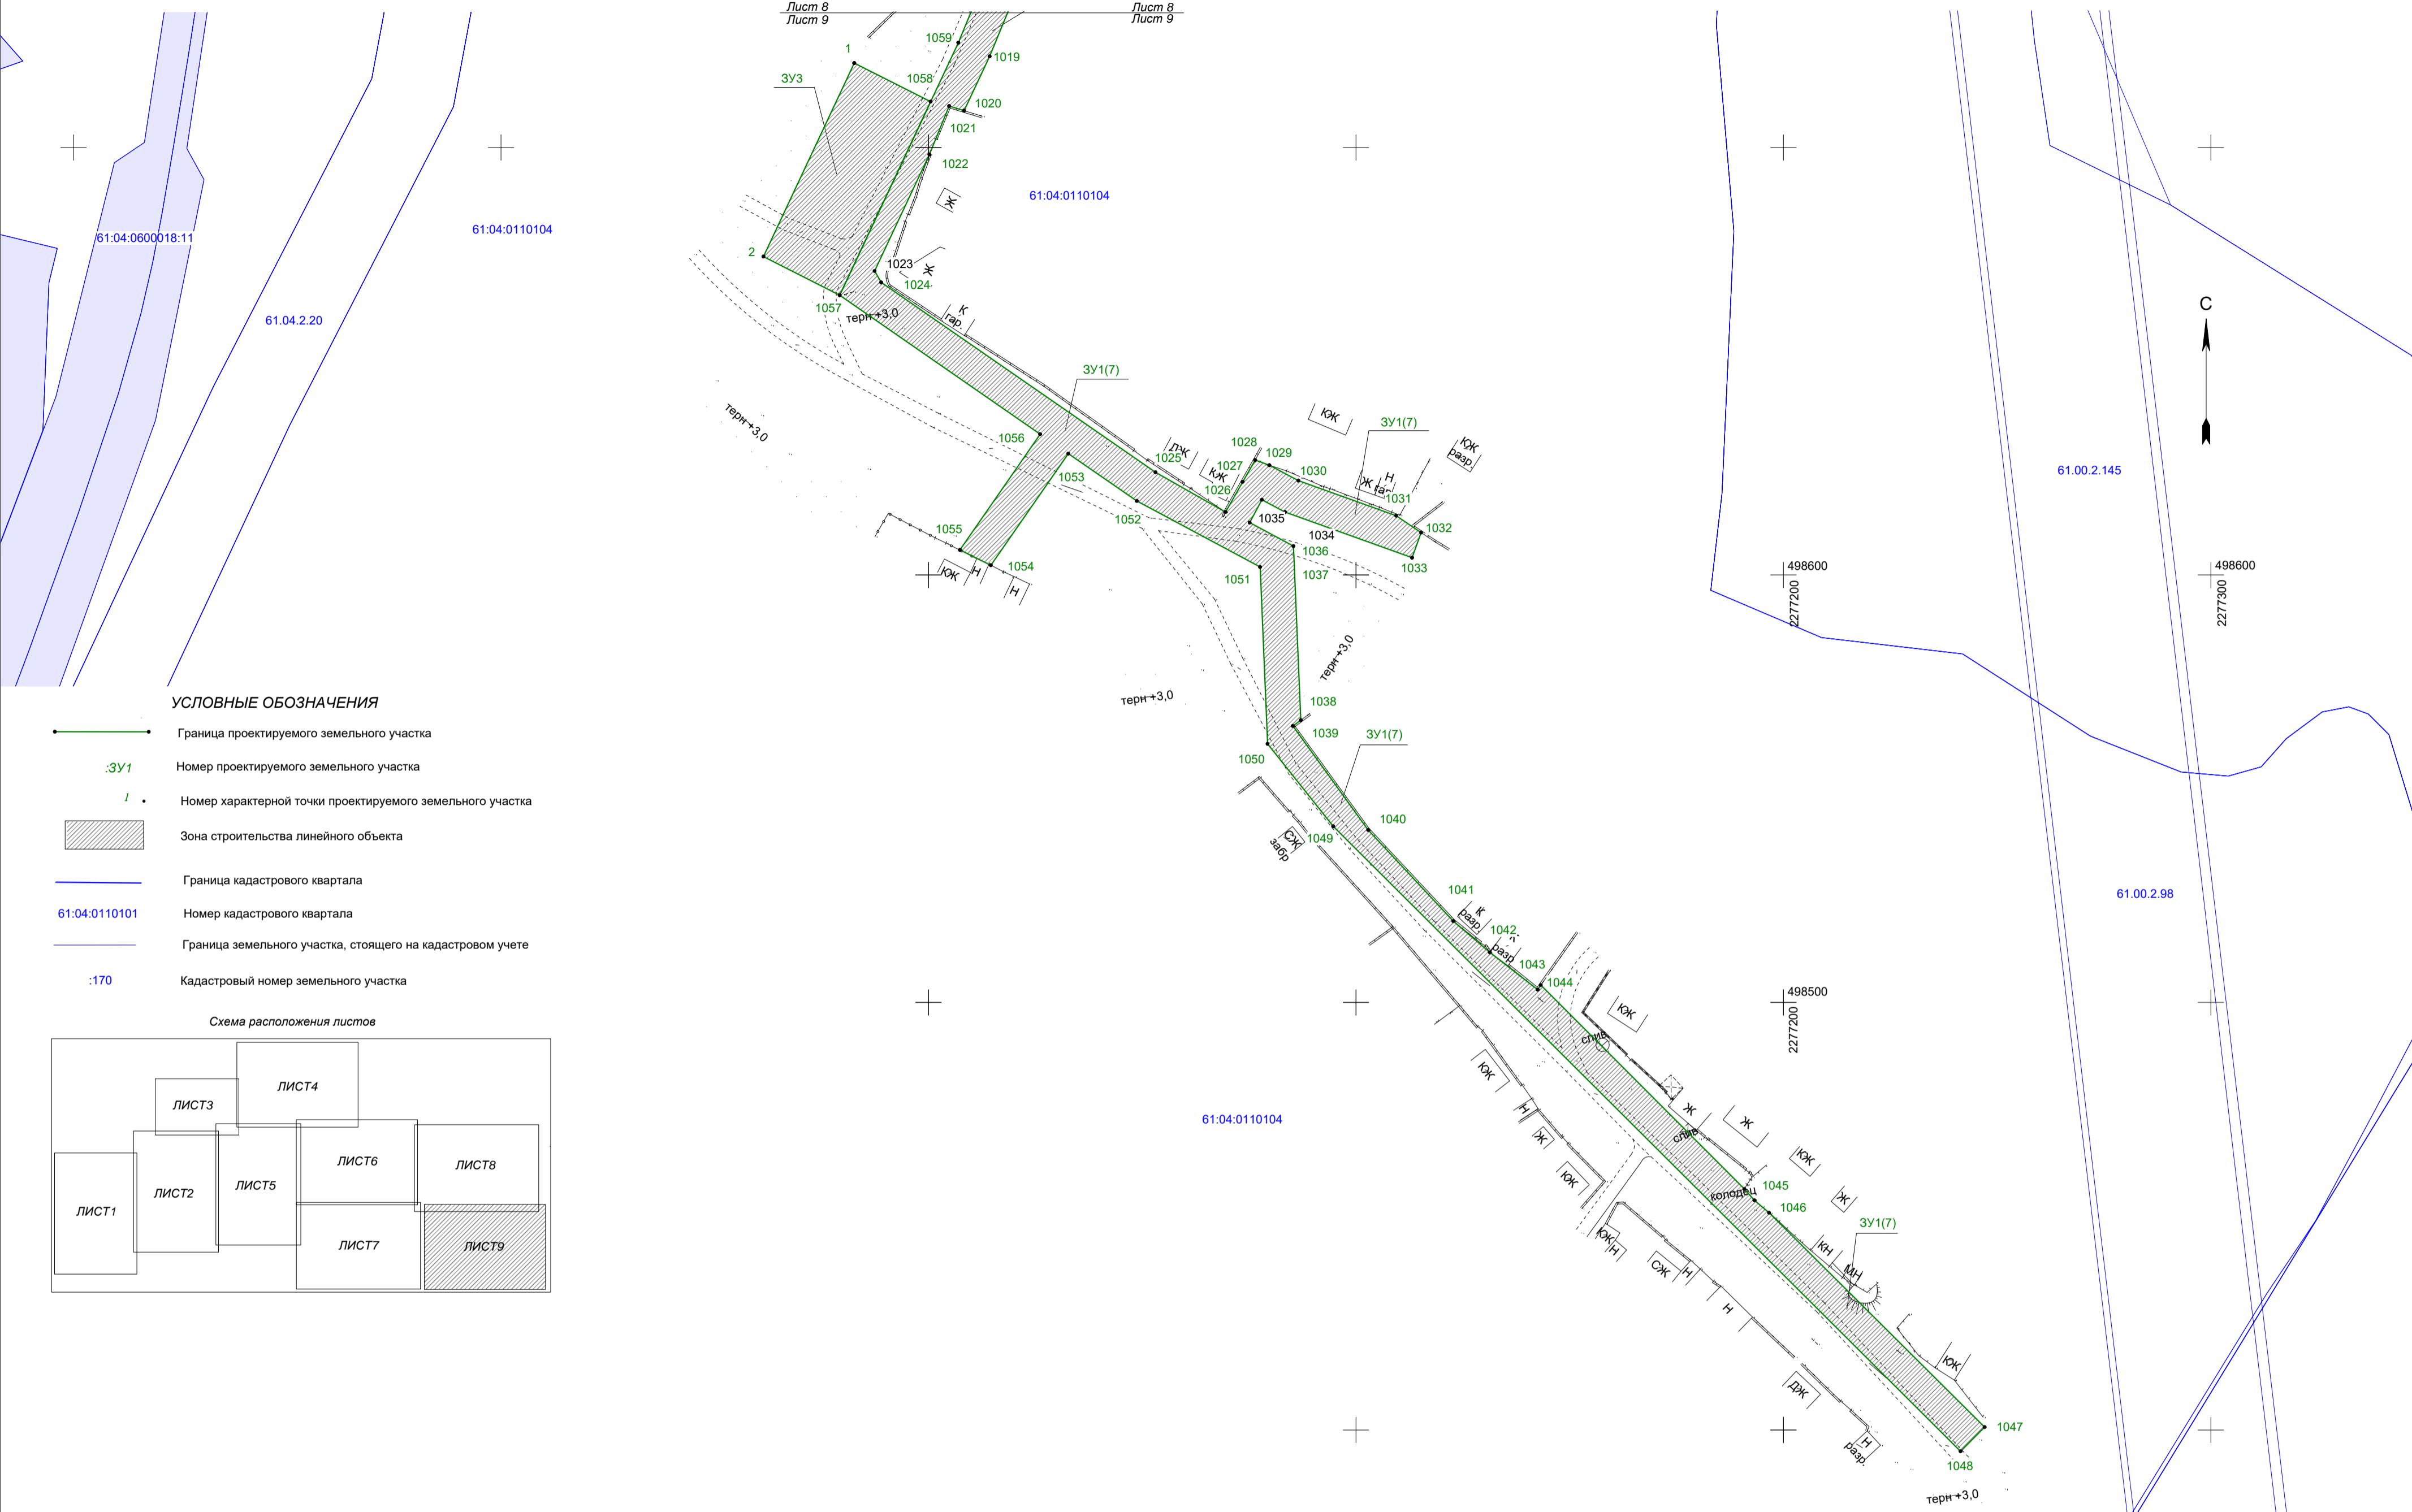 Лист 8
Лист 9
Лист 8
Лист 9
1059
1
1019
1058
ЗУ3
1020
1021
1022
61:04:0110104
Ж
61:04:0110104
61:04:0600018:11
2
1023
Ж
1024
1057
терн +3,0
К
гар.
61.04.2.20
С
ЗУ1(7)
терн +3,0
КЖ
ЗУ1(7)
1056
1028
КЖ
разр.
ДЖ
1029
1025
1027
1030
КЖ
Н
Ж
гар.
1053
1026
1031
61.00.2.145
1052
1035
1032
1055
1034
1036
1054
1033
КЖ
Н
1051
1037
498600
498600
Н
2277200
2277300
терн +3,0
терн +3,0
УСЛОВНЫЕ ОБОЗНАЧЕНИЯ
1038
Граница проектируемого земельного участка
1039
ЗУ1(7)
:ЗУ1
Номер проектируемого земельного участка
1050
1
Номер характерной точки проектируемого земельного участка
1040
Зона строительства линейного объекта
СЖ
забр
1049
Граница кадастрового квартала
1041
61.00.2.98
61:04:0110101
Номер кадастрового квартала
К
разр.
1042
Граница земельного участка, стоящего на кадастровом учете
разр.
1043
:170
Кадастровый номер земельного участка
1044
498500
2277200
КЖ
Схема расположения листов
слив
ЛИСТ4
КЖ
ЛИСТ3
Н
Ж
Ж
61:04:0110104
слив
Ж
ЛИСТ6
ЛИСТ8
КЖ
КЖ
ЛИСТ5
ЛИСТ2
1045
колодец
Ж
1046
ЛИСТ1
ЗУ1(7)
КЖ
Н
ЛИСТ7
ЛИСТ9
КН
СЖ
Н
МН
Н
КЖ
ДЖ
1047
Н
разр.
1048
терн +3,0